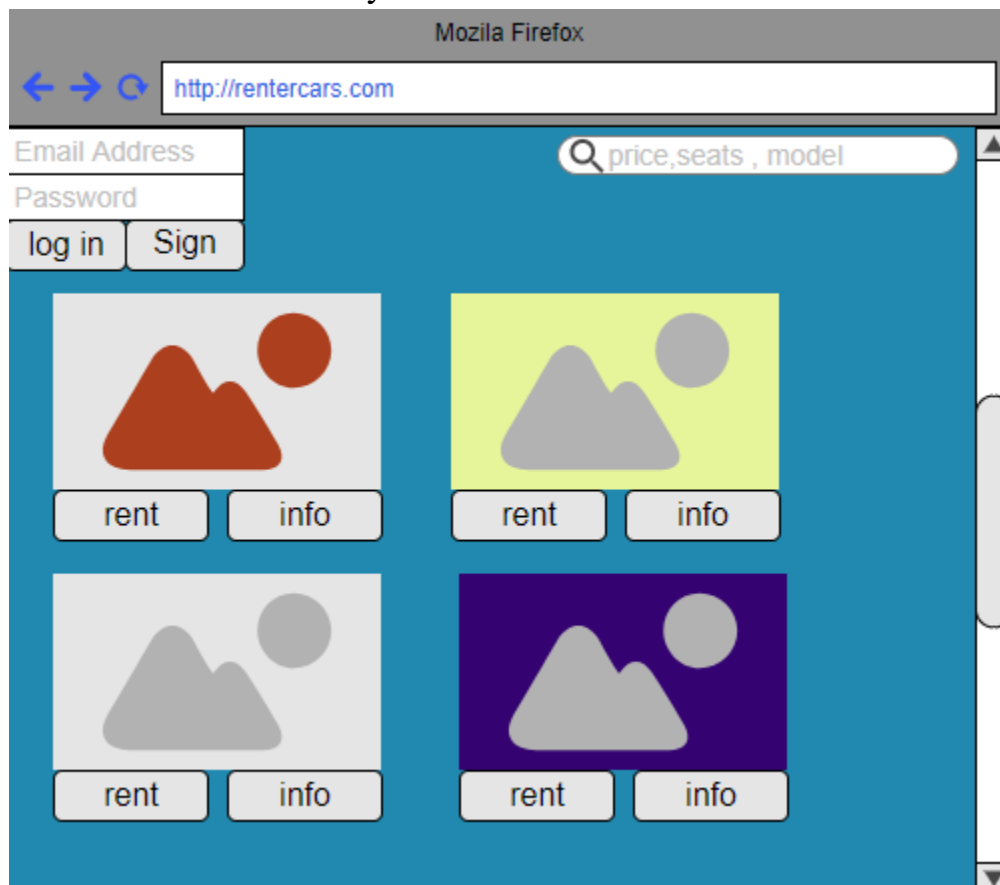 Mozila Firefox
http://rentercars.com
Email Address
price,seats , model
Password
log in Sign
rent info rent info
rent info rent info